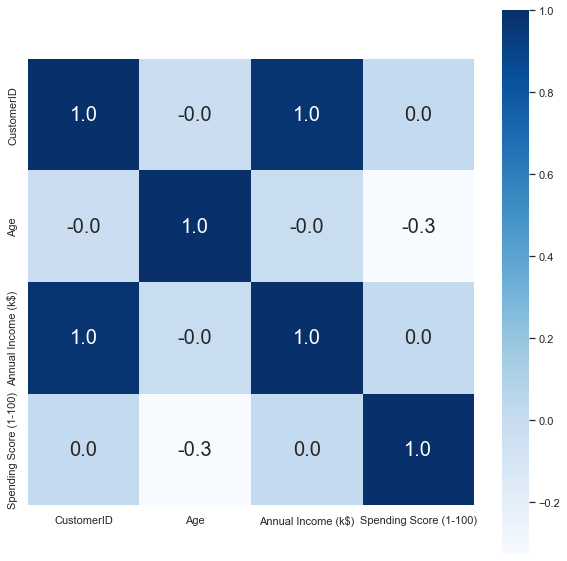 1.0
CustomerID
1.0 -0.0 1.0 0.0
0.8
0.6
Age
-0.0 1.0 -0.0 -0.3
0.4
Annual Income (k$)
1.0 -0.0 1.0 0.0
0.2
0.0
Spending Score (1-100)
0.0 -0.3 0.0 1.0
-0.2
CustomerID Age Annual Income (k$) Spending Score (1-100)